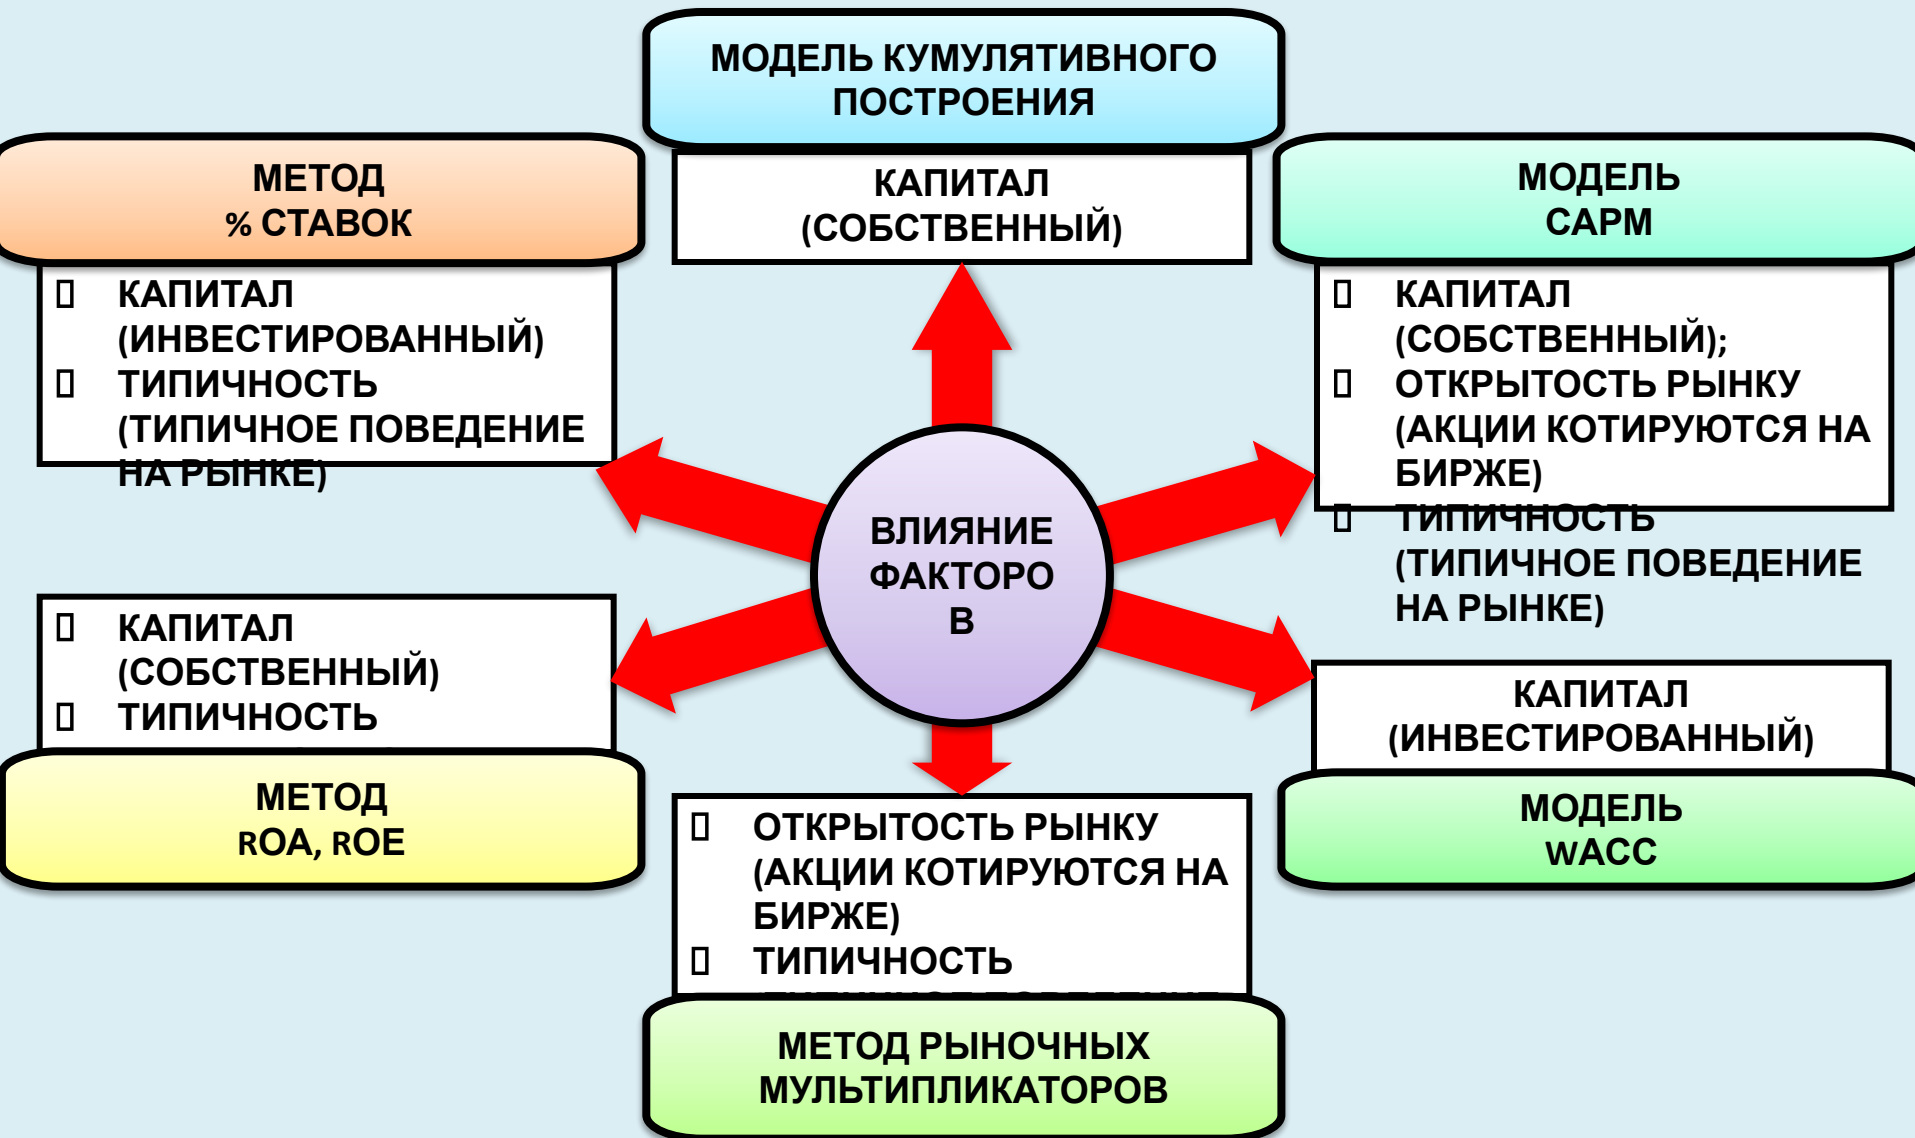 МОДЕЛЬ КУМУЛЯТИВНОГО
ПОСТРОЕНИЯ
КАПИТАЛ
(СОБСТВЕННЫЙ)
МЕТОД
% СТАВОК
КАПИТАЛ
(ИНВЕСТИРОВАННЫЙ)
ТИПИЧНОСТЬ
(ТИПИЧНОЕ ПОВЕДЕНИЕ
НА РЫНКЕ)
МОДЕЛЬ
CAPM
КАПИТАЛ
(СОБСТВЕННЫЙ);
ОТКРЫТОСТЬ РЫНКУ
(АКЦИИ КОТИРУЮТСЯ НА
БИРЖЕ)
ТИПИЧНОСТЬ
(ТИПИЧНОЕ ПОВЕДЕНИЕ
НА РЫНКЕ)
ВЛИЯНИЕ
ФАКТОРО
В
КАПИТАЛ
(СОБСТВЕННЫЙ)
ТИПИЧНОСТЬ
МЕТОД
ROA, ROE
КАПИТАЛ
(ИНВЕСТИРОВАННЫЙ)
МОДЕЛЬ
WACC
ОТКРЫТОСТЬ РЫНКУ
(АКЦИИ КОТИРУЮТСЯ НА
БИРЖЕ)
ТИПИЧНОСТЬ
МЕТОД РЫНОЧНЫХ
МУЛЬТИПЛИКАТОРОВ